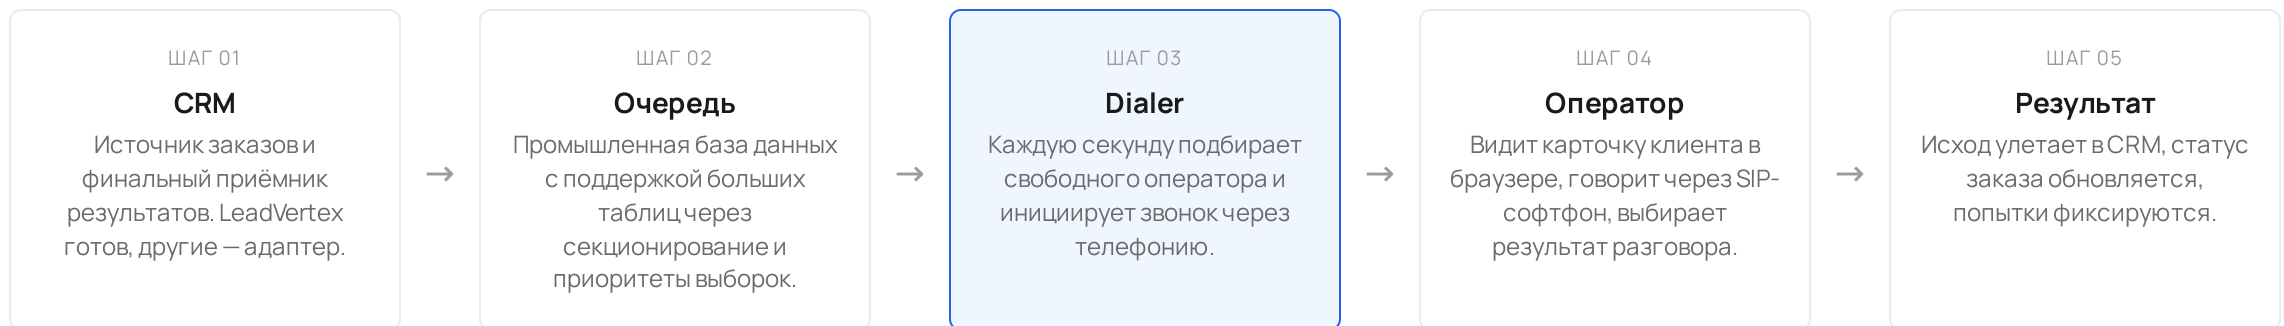 ШАГ 01
CRM
Источник заказов и
финальный приёмник
результатов. LeadVertex
готов, другие — адаптер.
→
ШАГ 02
Очередь
Промышленная база данных
с поддержкой больших
таблиц через
секционирование и
приоритеты выборок.
→
ШАГ 03
Dialer
Каждую секунду подбирает
свободного оператора и
инициирует звонок через
телефонию.
→
ШАГ 04
Оператор
Видит карточку клиента в
браузере, говорит через SIP-
софтфон, выбирает
результат разговора.
→
ШАГ 05
Результат
Исход улетает в CRM, статус
заказа обновляется,
попытки фиксируются.